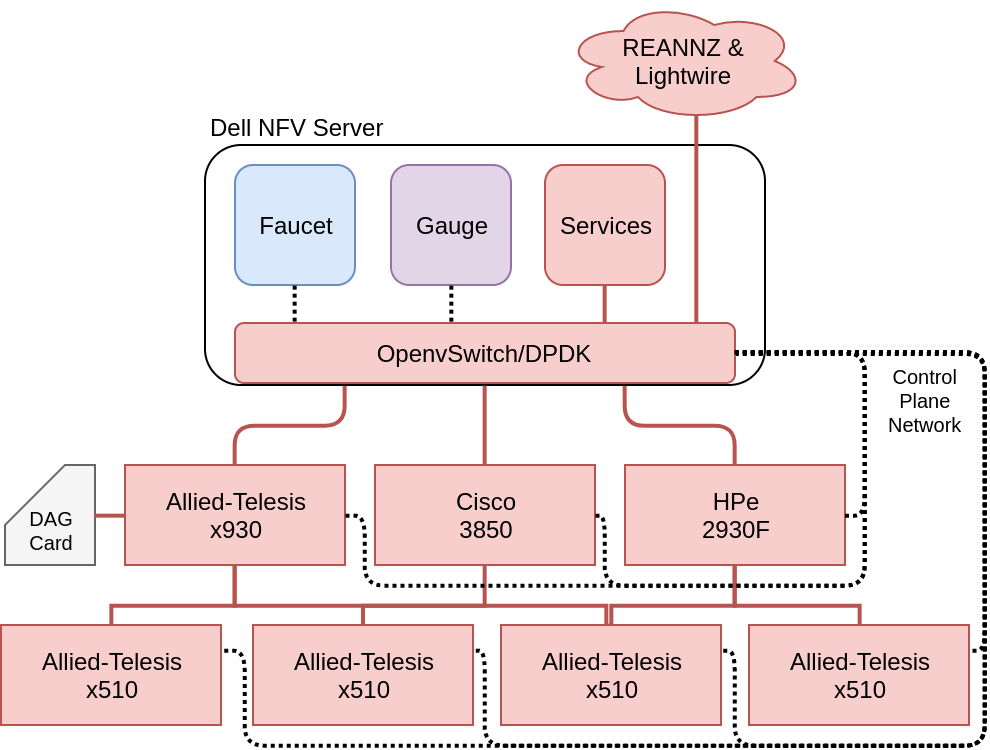 REANNZ &
Lightwire
Dell NFV Server
Faucet
Gauge
Services
OpenvSwitch/DPDK
Control
Plane
Network
DAG
Card
Allied-Telesis
x930
Cisco
3850
HPe
2930F
Allied-Telesis
x510
Allied-Telesis
x510
Allied-Telesis
x510
Allied-Telesis
x510